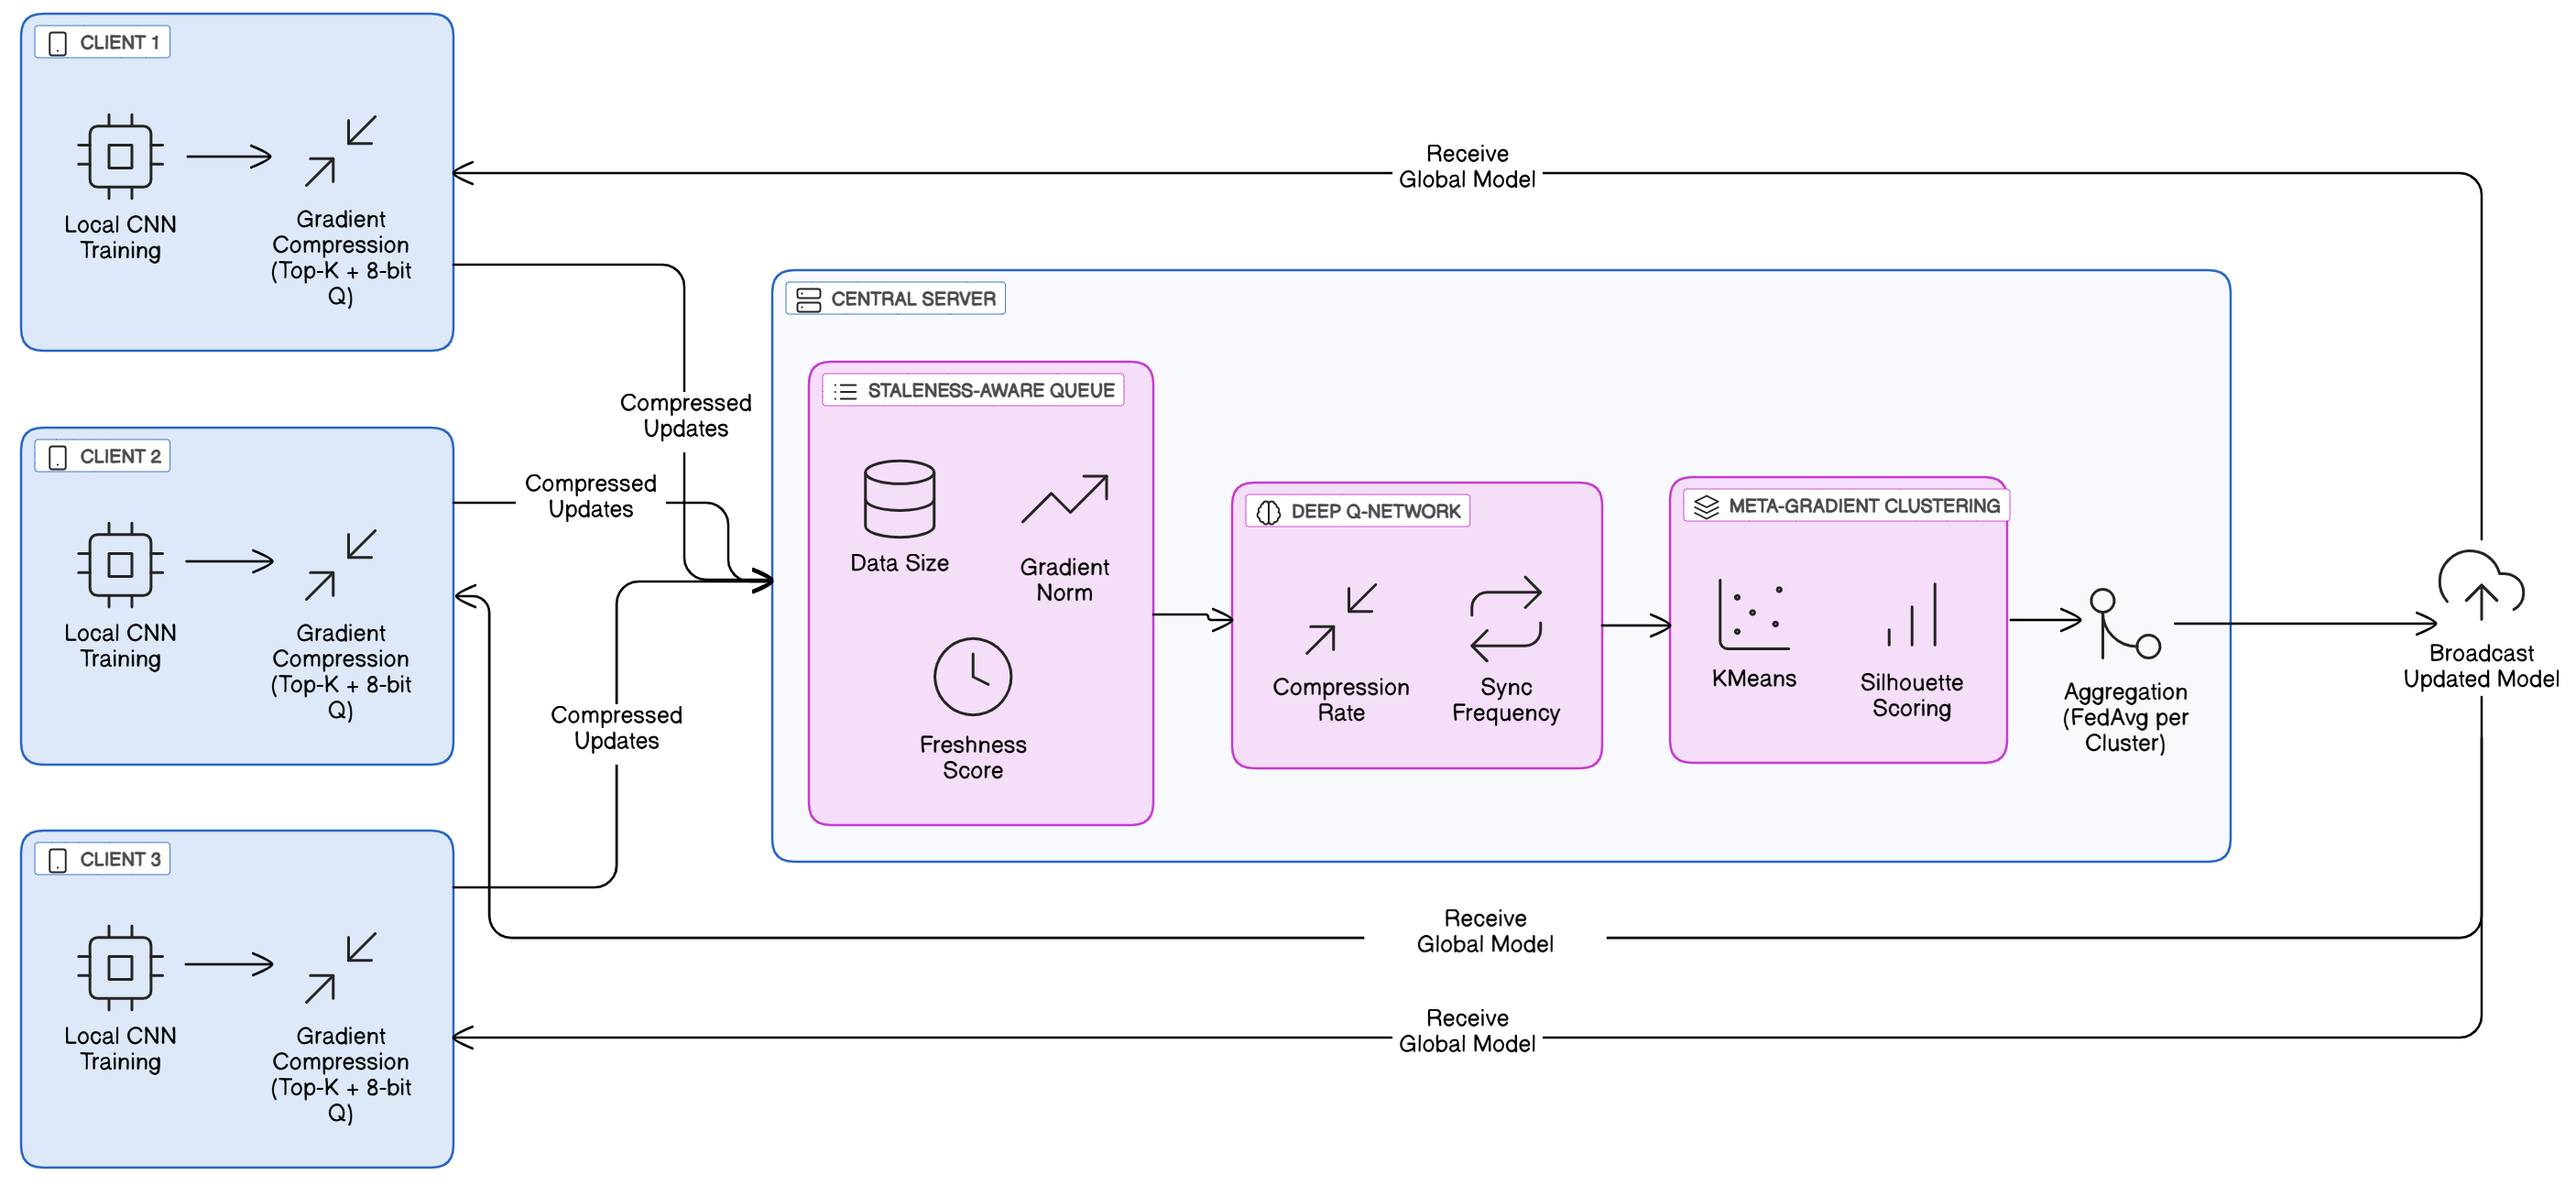 CLIENT 1
Local CNN
Training
Gradient
Compression
(Top-K + 8-bit
Q)
Receive
Global Model
Compressed
Updates
CLIENT 2
Local CNN
Training
Gradient
Compression
(Top-K + 8-bit
Q)
Compressed
Updates
CLIENT 3
Local CNN
Training
Gradient
Compression
(Top-K + 8-bit
Q)
Compressed
Updates
CENTRAL SERVER
STALENESS-AWARE QUEUE
Data Size
Gradient
Norm
Freshness
Score
DEEP Q-NETWORK
Compression
Rate
Sync
Frequency
META-GRADIENT CLUSTERING
KMeans
Silhouette
Scoring
Aggregation
(FedAvg per
Cluster)
Broadcast
Updated Model
Receive
Global Model
Receive
Global Model